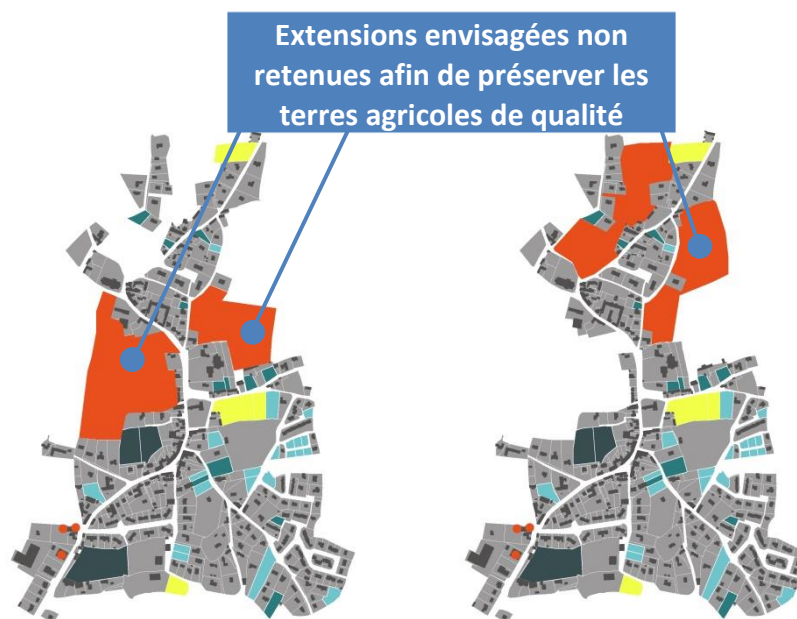 Extensions envisagées non
retenues afin de préserver les
terres agricoles de qualité